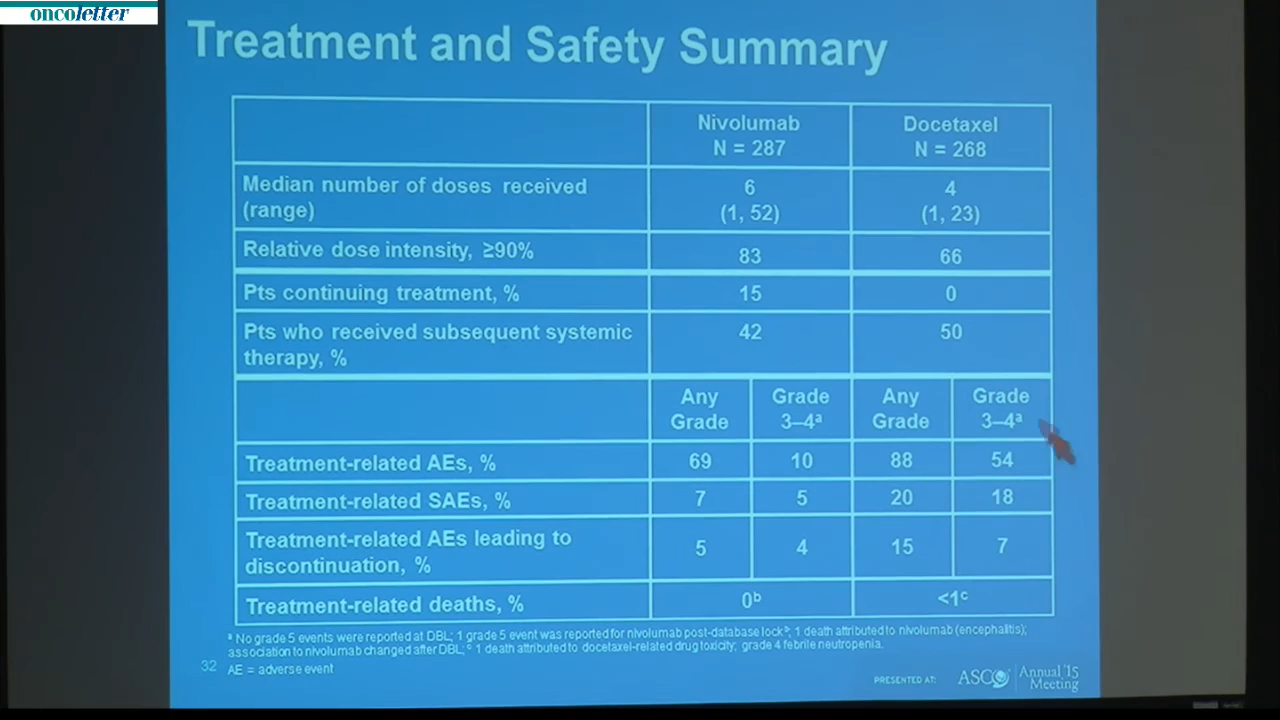 oncoletter
Treatment and Safety Summary
Nivolumab
N = 287
Docetaxel
N = 268
Median number of doses received
(range)
6
(1, 52)
4
(1, 23)
Relative dose intensity, ≥90%
83
66
Pts continuing treatment, %
15
0
Pts who received subsequent systemic
therapy, %
42
50
Any
Grade
Grade
3–4ᵃ
Any
Grade
Grade
3–4ᵃ
Treatment-related AEs, %
69
10
88
54
Treatment-related SAEs, %
7
5
20
18
Treatment-related AEs leading to
discontinuation, %
5
4
15
7
Treatment-related deaths, %
0ᵇ
<1ᶜ
ᵃ No grade 5 events were reported at DBL; 1 grade 5 event was reported for nivolumab post-database lockᵇ; 1 death attributed to nivolumab (encephalitis);
association to nivolumab changed after DBL;ᶜ 1 death attributed to docetaxel-related drug toxicity; grade 4 febrile neutropenia.
32
AE = adverse event
PRESENTED AT:
ASCO
Annual '15
Meeting